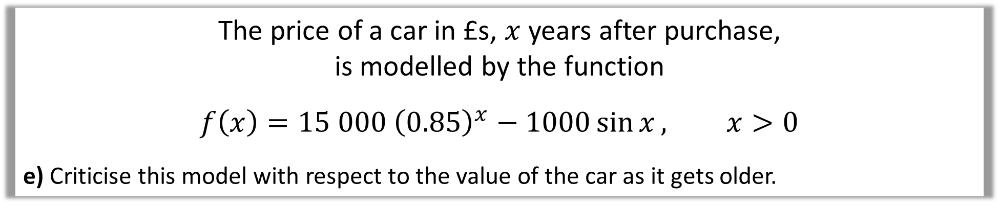 The price of a car in £s, x years after purchase,
is modelled by the function
f(x) = 15 000 (0.85)^x − 1000 sin x ,    x > 0
e) Criticise this model with respect to the value of the car as it gets older.